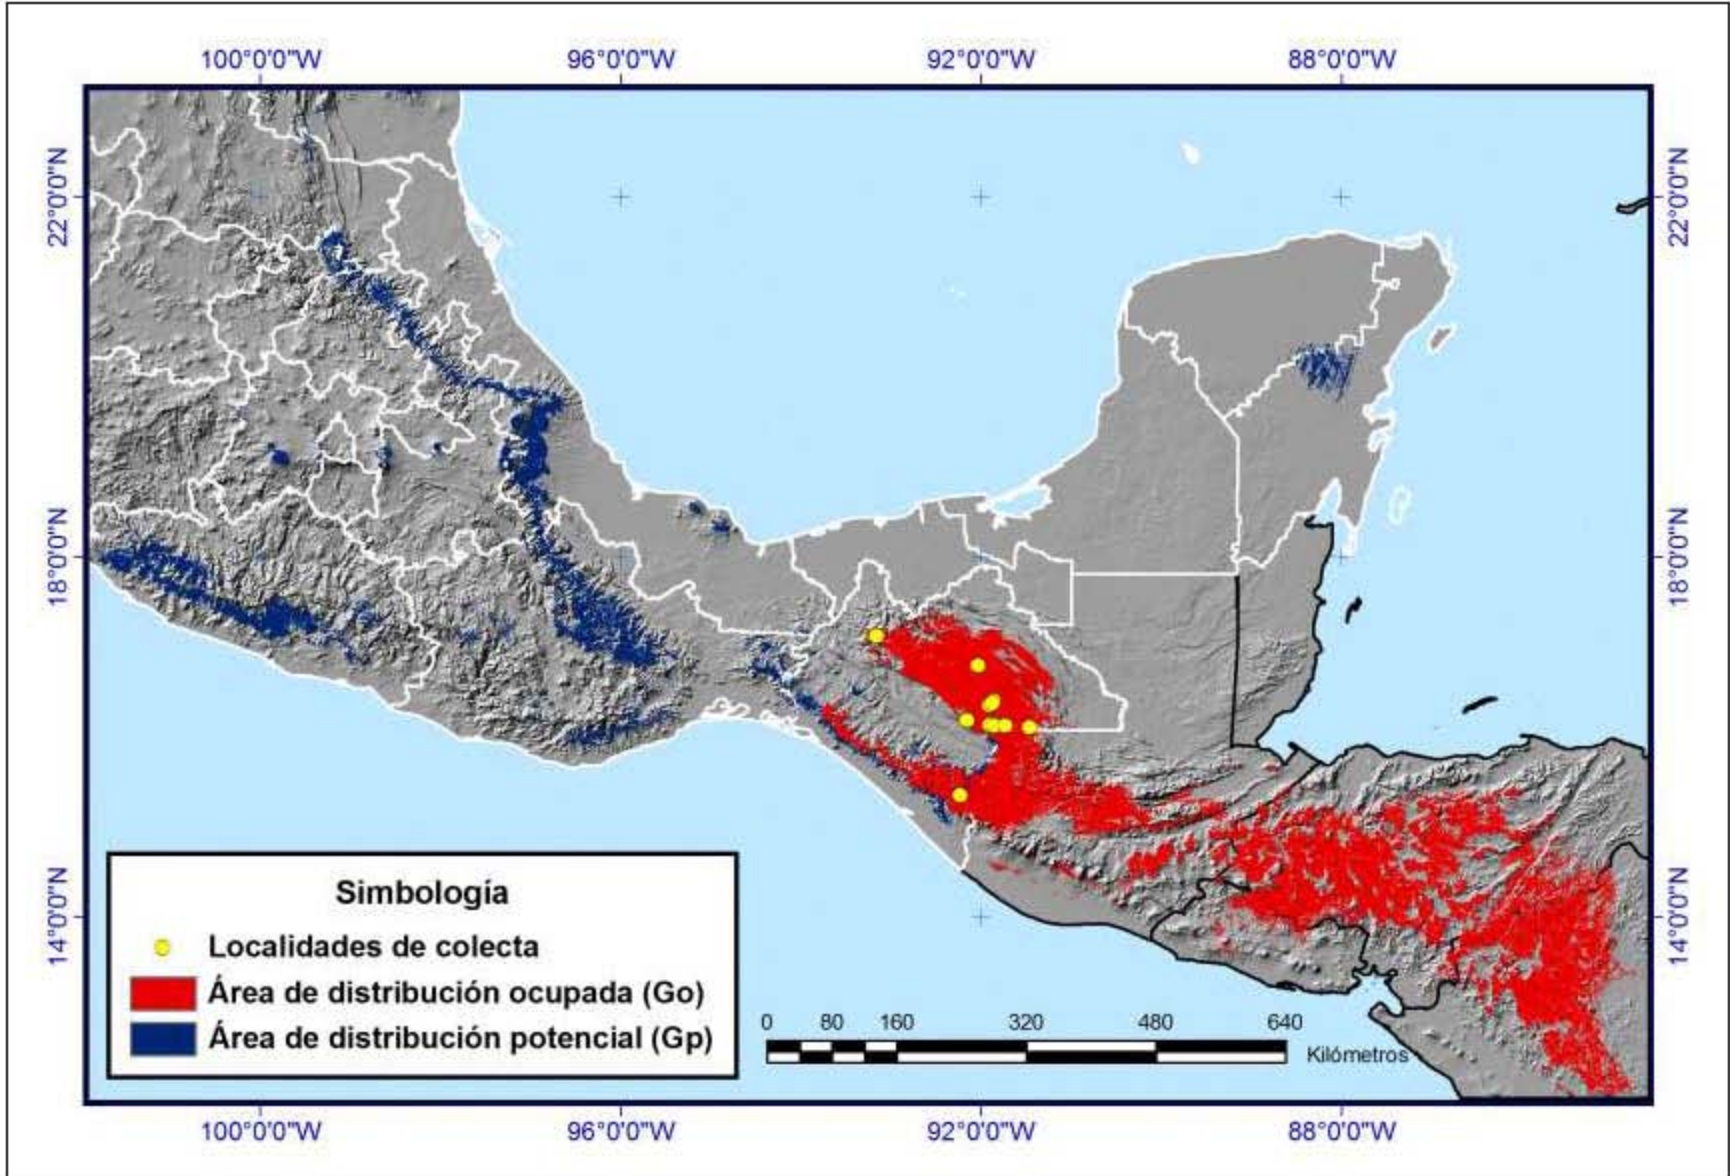 100°0'0"W 96°0'0"W 92°0'0"W 88°0'0"W
22°0'0"N 22°0'0"N
18°0'0"N 18°0'0"N
14°0'0"N 14°0'0"N
Simbología
Localidades de colecta
Área de distribución ocupada (Go)
Área de distribución potencial (Gp)
0 80 160 320 480 640
Kilómetros
100°0'0"W 96°0'0"W 92°0'0"W 88°0'0"W